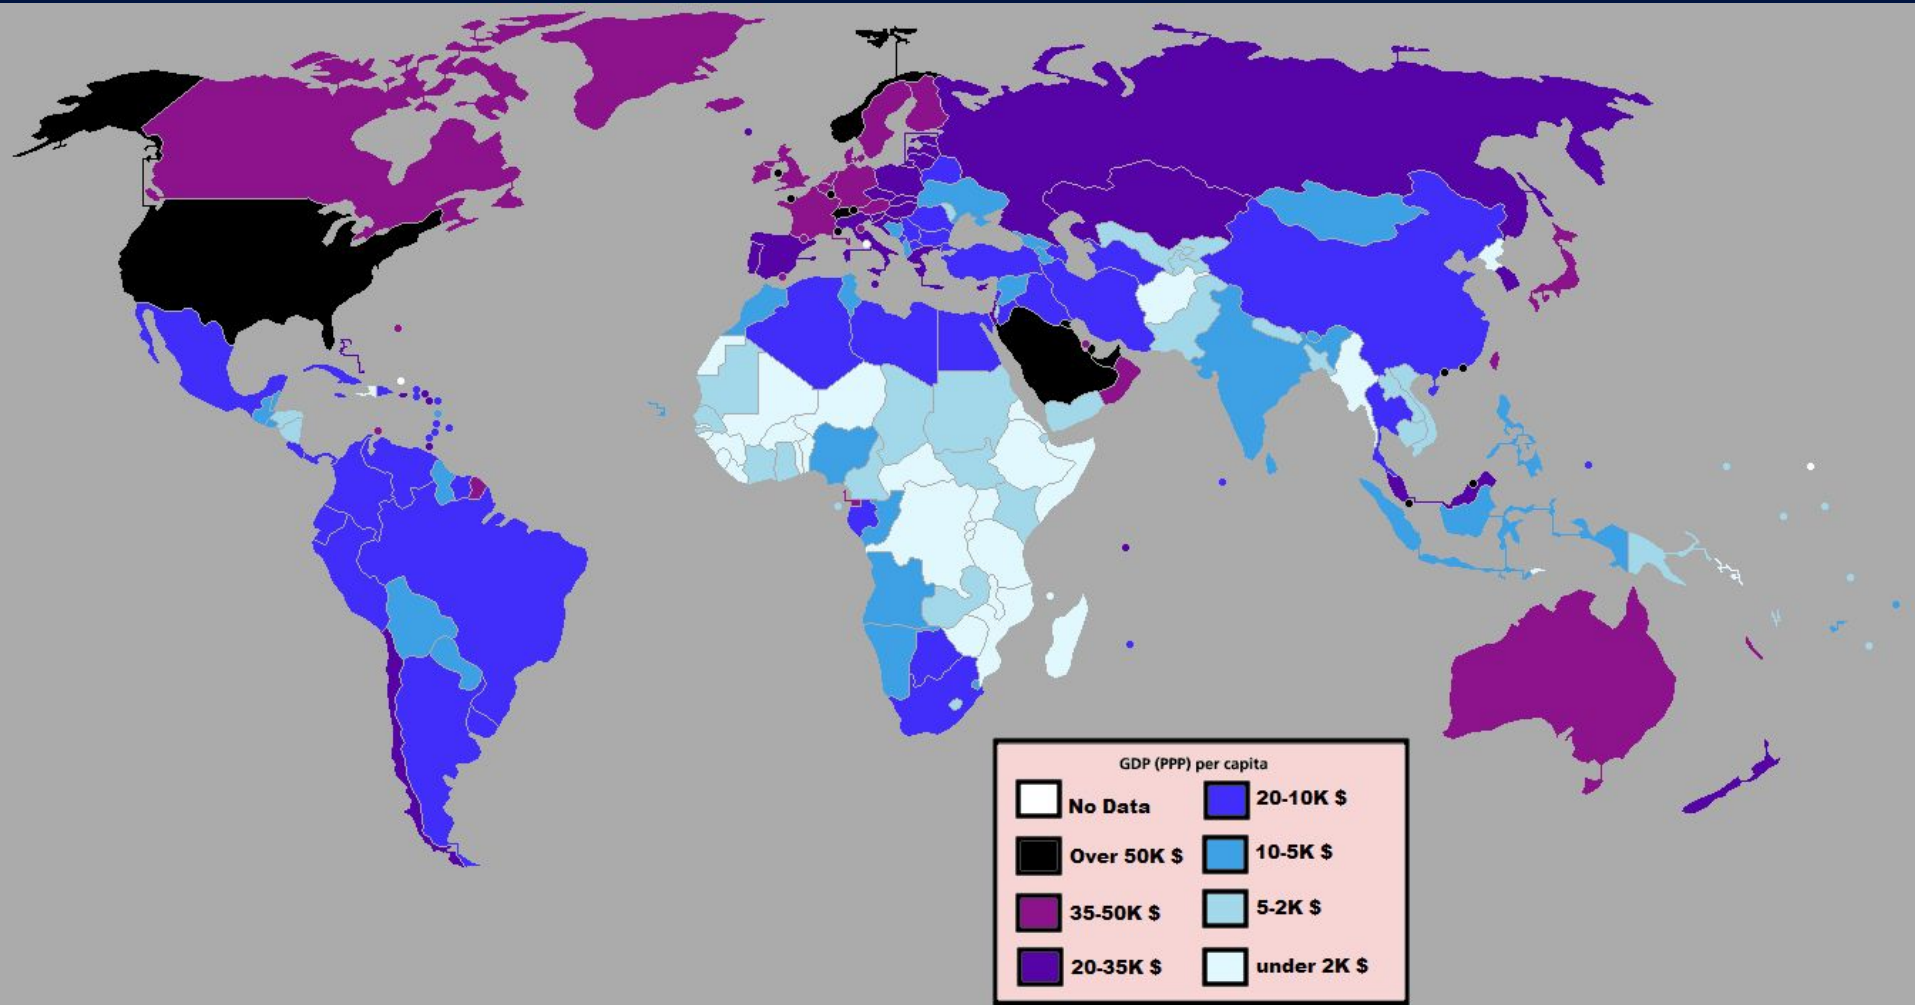 GDP (PPP) per capita
No Data
Over 50K $
35-50K $
20-35K $
20-10K $
10-5K $
5-2K $
under 2K $